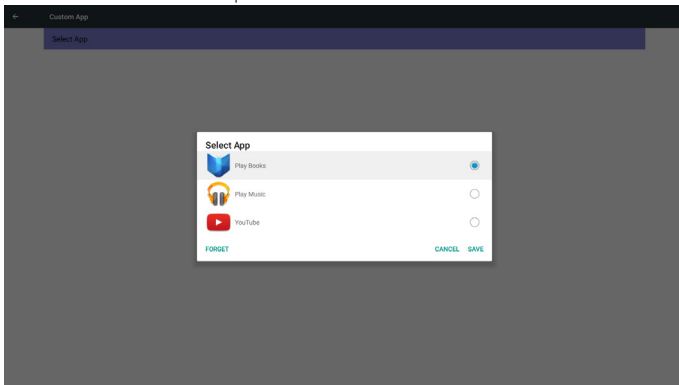 Custom App
Select App
Select App
Play Books
Play Music
YouTube
FORGET CANCEL SAVE